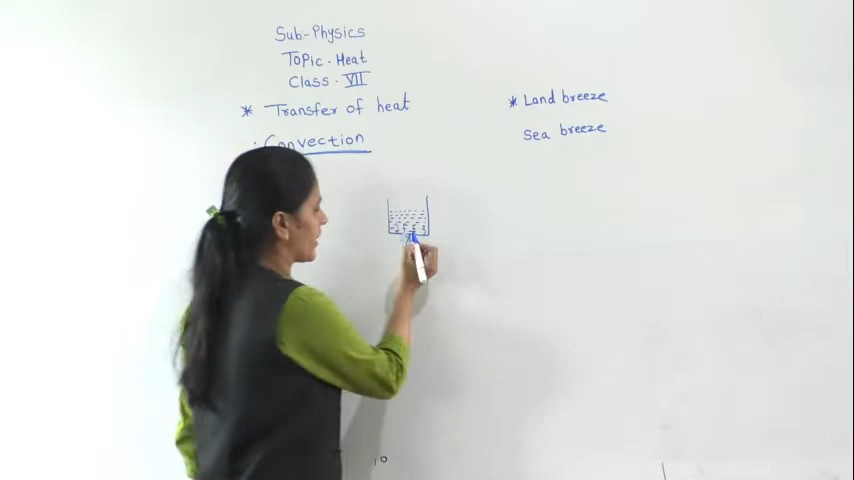 Sub-Physics
Topic. Heat
Class. VII
* Transfer of heat
. Convection
* Land breeze
Sea breeze